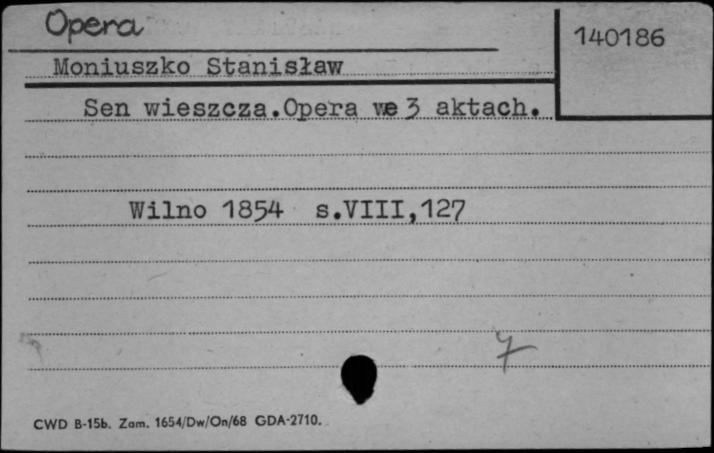 Opera
140186
Moniuszko Stanisław
Sen wieszcza.Opera we 3 aktach.
Wilno 1854 s.VIII,127
7
CWD B-15b. Zam. 1654/Dw/On/68 GDA-2710.